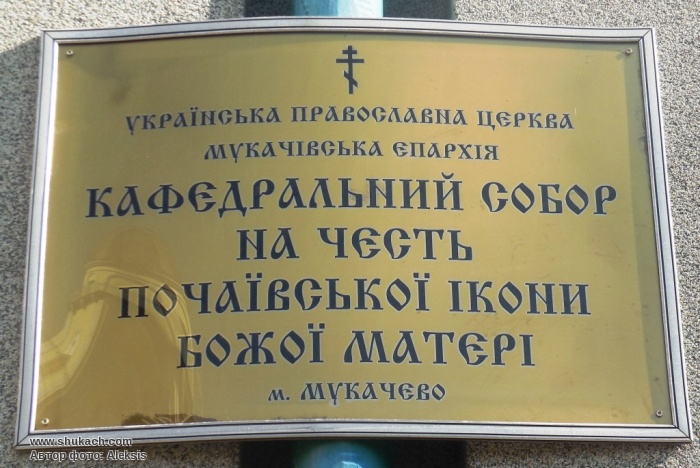 УКРАЇНСЬКА ПРАВОСЛАВНА ЦЕРКВА
МУКАЧІВСЬКА ЕПАРХІЯ
КАФЕДРАЛЬНИЙ СОБОР
НА ЧЕСТЬ
ПОЧАЇВСЬКОЇ ІКОНИ
БОЖОЇ МАТЕРІ
м. МУКАЧЕВО
www.shukach.com
Автор фото: Aleksis